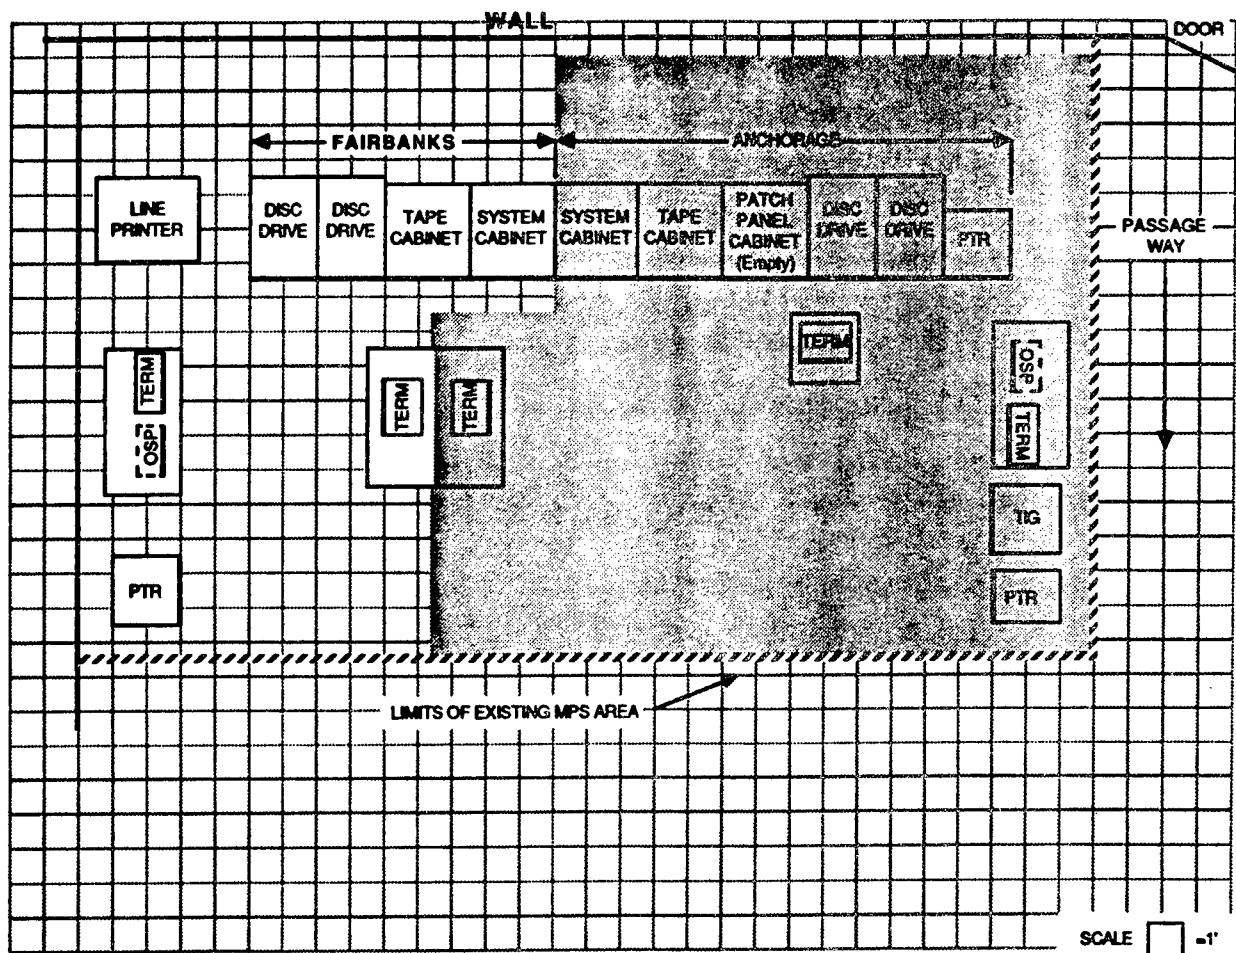 WALL
DOOR
FAIRBANKS
ANCHORAGE
LINE
PRINTER
DISC
DRIVE
DISC
DRIVE
TAPE
CABINET
SYSTEM
CABINET
SYSTEM
CABINET
TAPE
CABINET
PATCH
PANEL
CABINET
(Empty)
DISC
DRIVE
DISC
DRIVE
PTR
PASSAGE
WAY
TERM
OSP
TERM
TERM
TERM
OSP
TERM
TIG
PTR
PTR
LIMITS OF EXISTING MPS AREA
SCALE =1'